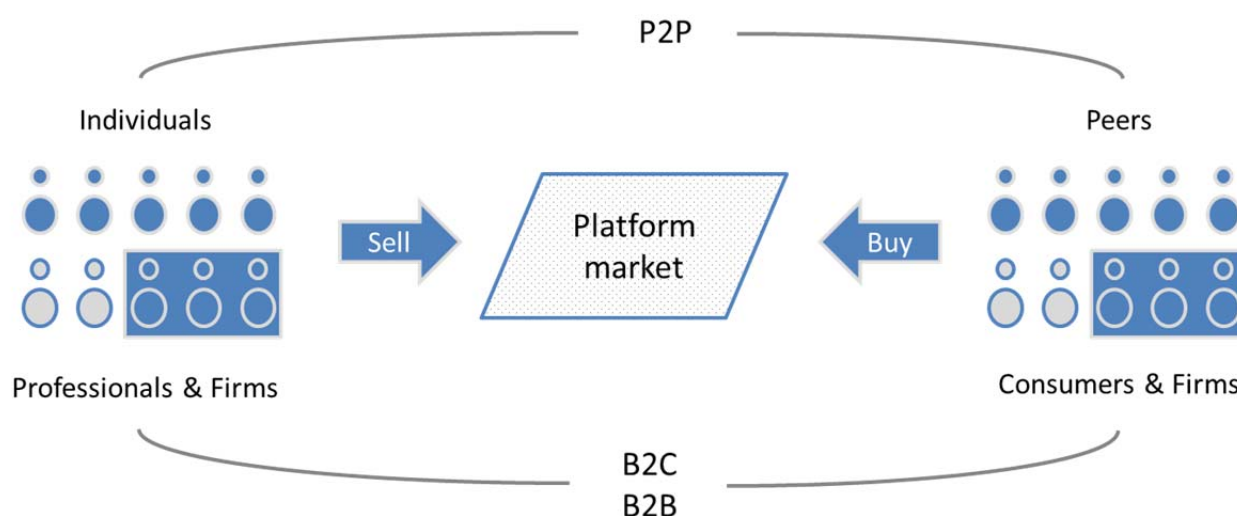 P2P
Individuals
Peers
Sell
Platform
market
Buy
Professionals & Firms
Consumers & Firms
B2C
B2B